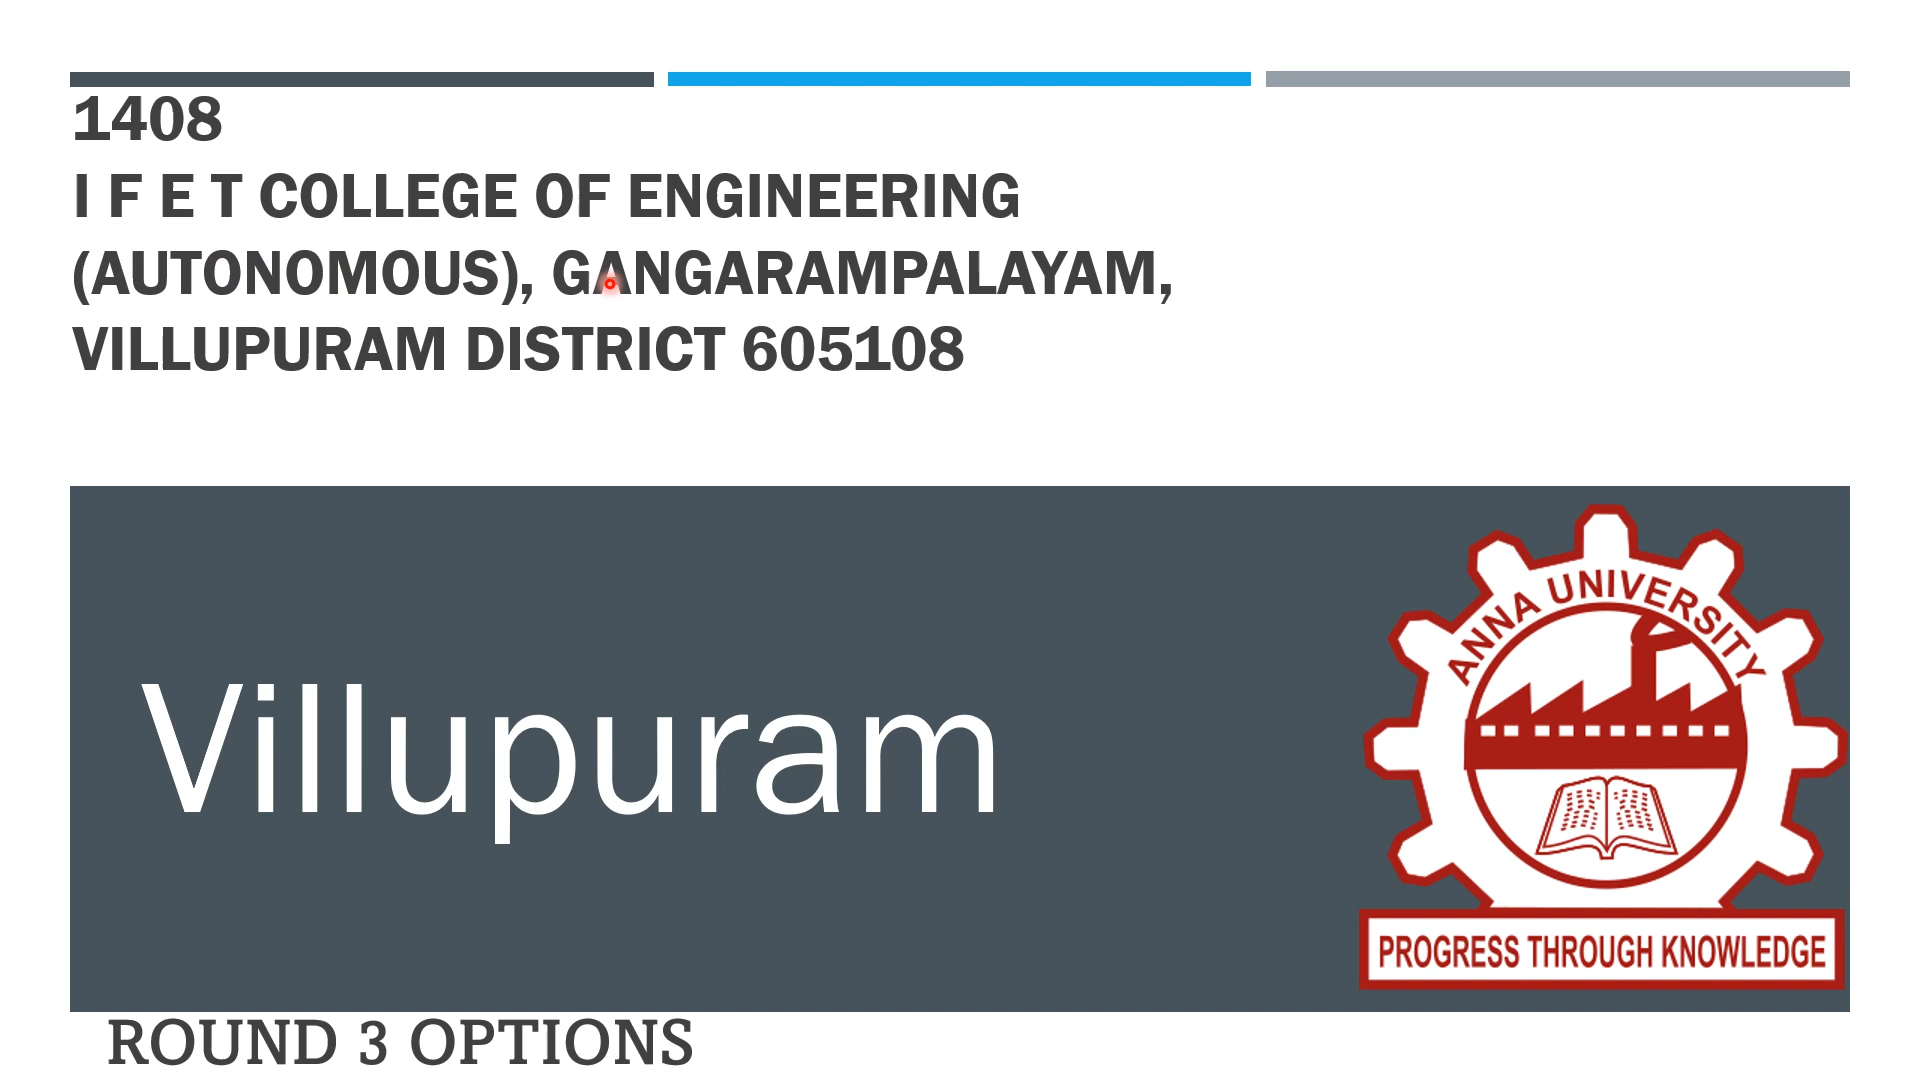 1408
I F E T COLLEGE OF ENGINEERING
(AUTONOMOUS), GANGARAMPALAYAM,
VILLUPURAM DISTRICT 605108
Villupuram
ANNA UNIVERSITY
PROGRESS THROUGH KNOWLEDGE
ROUND 3 OPTIONS